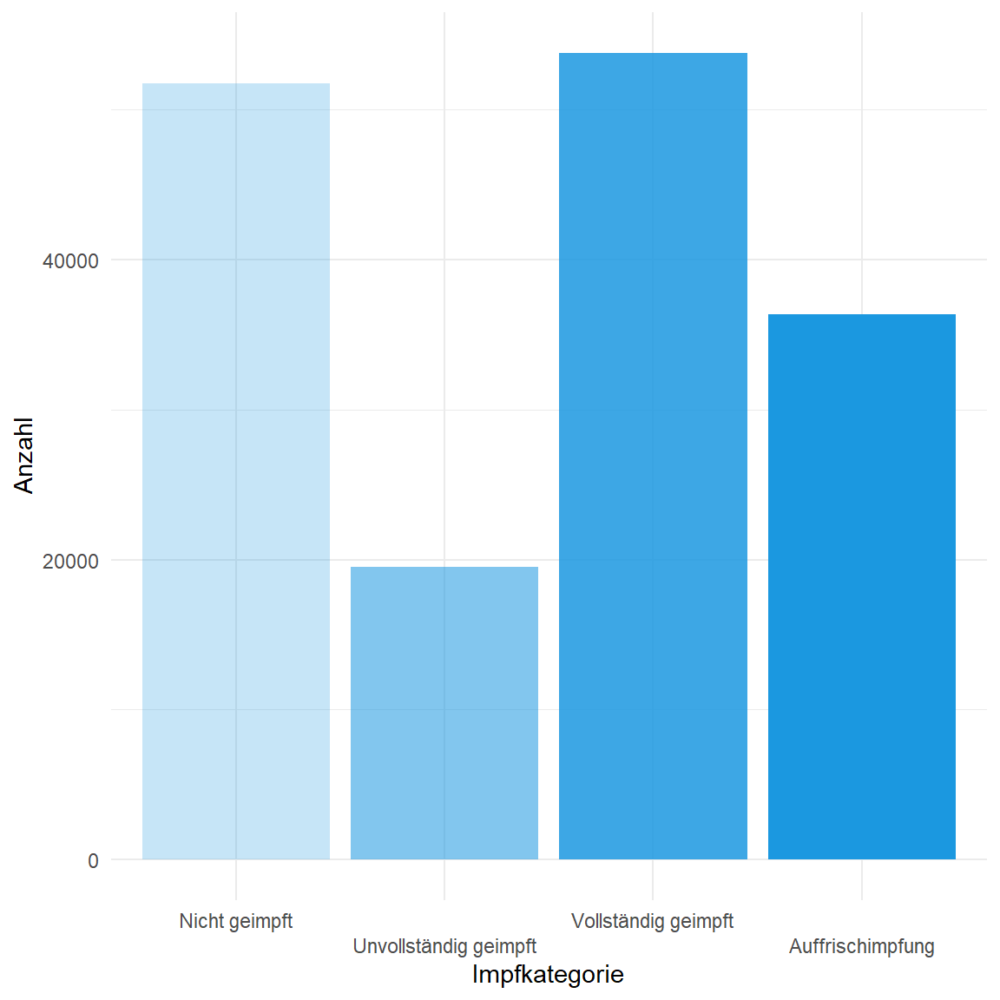 Anzahl
40000
20000
0
Nicht geimpft
Unvollständig geimpft
Vollständig geimpft
Auffrischimpfung
Impfkategorie